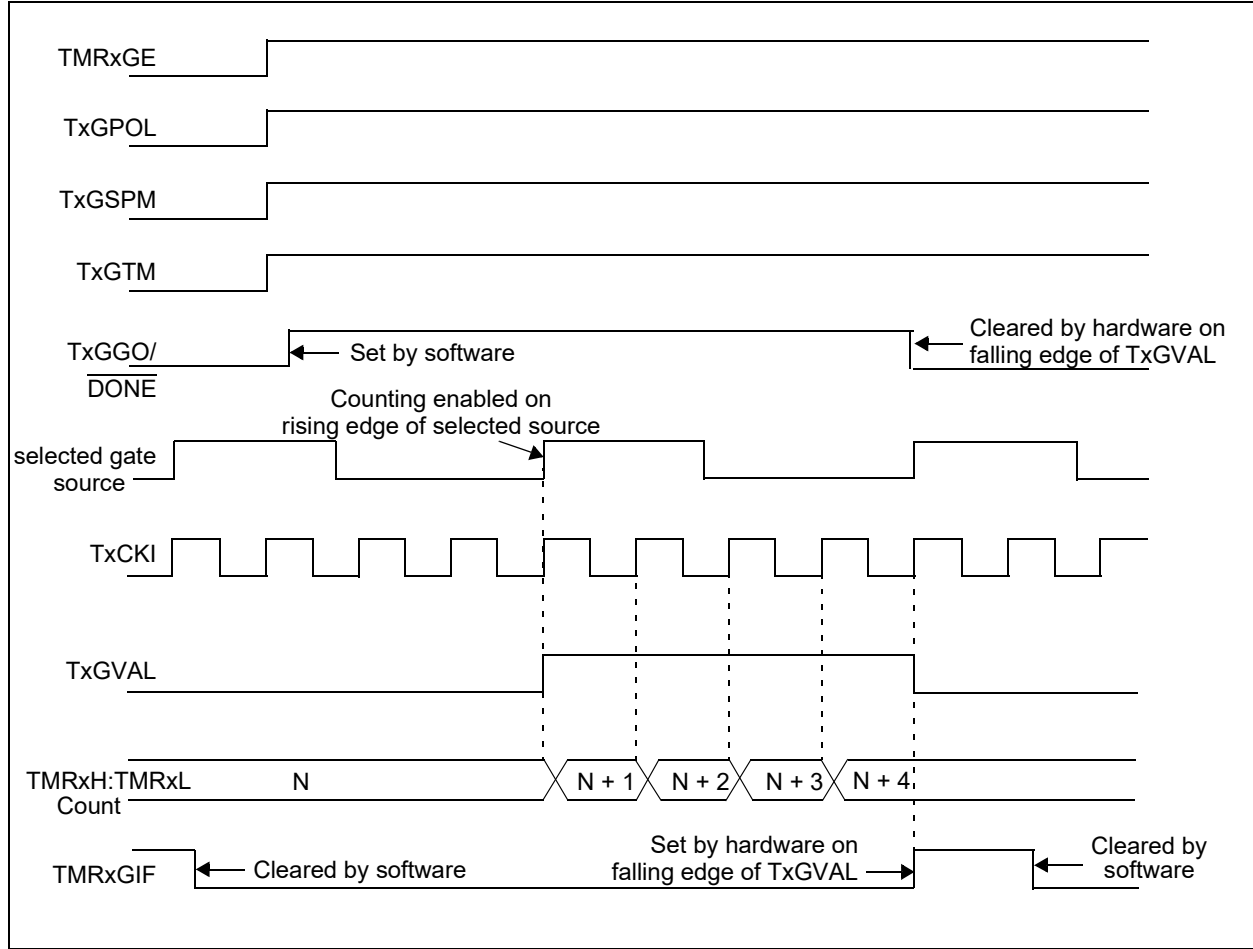 TMRxGE
TxGPOL
TxGSPM
TxGTM
TxGGO/
DONE
Set by software
Cleared by hardware on
falling edge of TxGVAL
Counting enabled on
rising edge of selected source
selected gate
source
TxCKI
TxGVAL
TMRxH:TMRxL
Count
N
N + 1
N + 2
N + 3
N + 4
TMRxGIF
Cleared by software
Set by hardware on
falling edge of TxGVAL
Cleared by
software